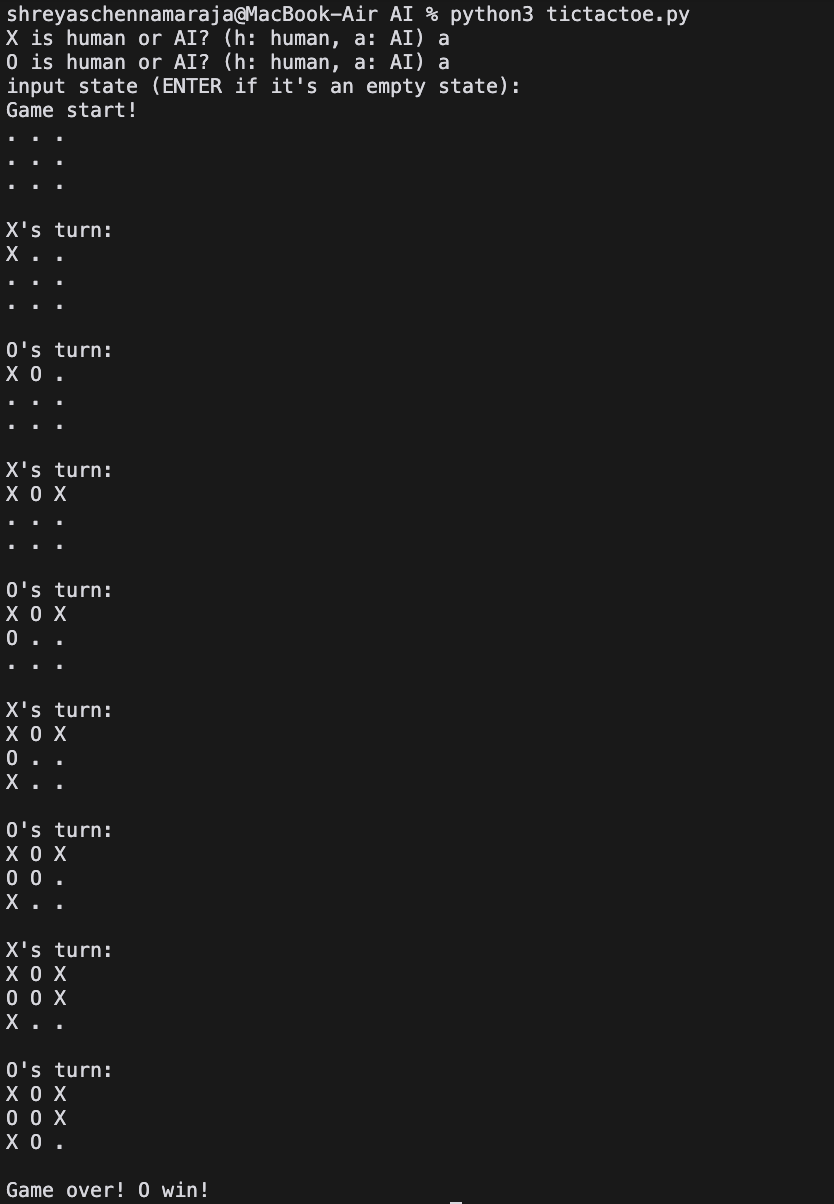 shreyaschennamaraja@MacBook-Air AI % python3 tictactoe.py
X is human or AI? (h: human, a: AI) a
O is human or AI? (h: human, a: AI) a
input state (ENTER if it's an empty state):
Game start!
. . .
. . .
. . .
X's turn:
X . .
. . .
. . .
O's turn:
X O .
. . .
. . .
X's turn:
X O X
. . .
. . .
O's turn:
X O X
O . .
. . .
X's turn:
X O X
O . .
X . .
O's turn:
X O X
O O .
X . .
X's turn:
X O X
O O X
X . .
O's turn:
X O X
O O X
X O .
Game over! O win!